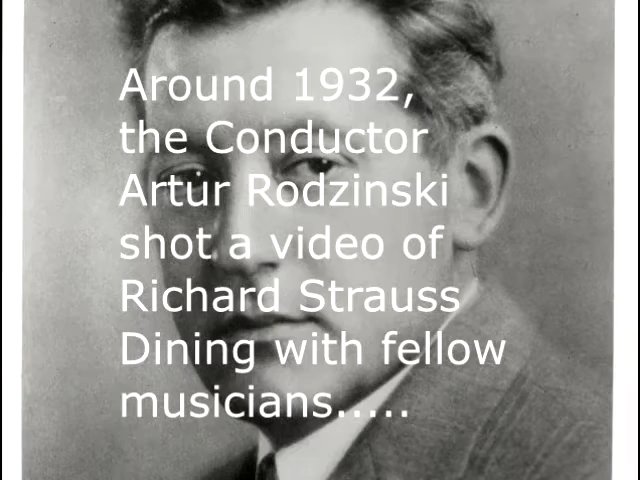 Around 1932,
the Conductor
Artur Rodzinski
shot a video of
Richard Strauss
Dining with fellow
musicians.....